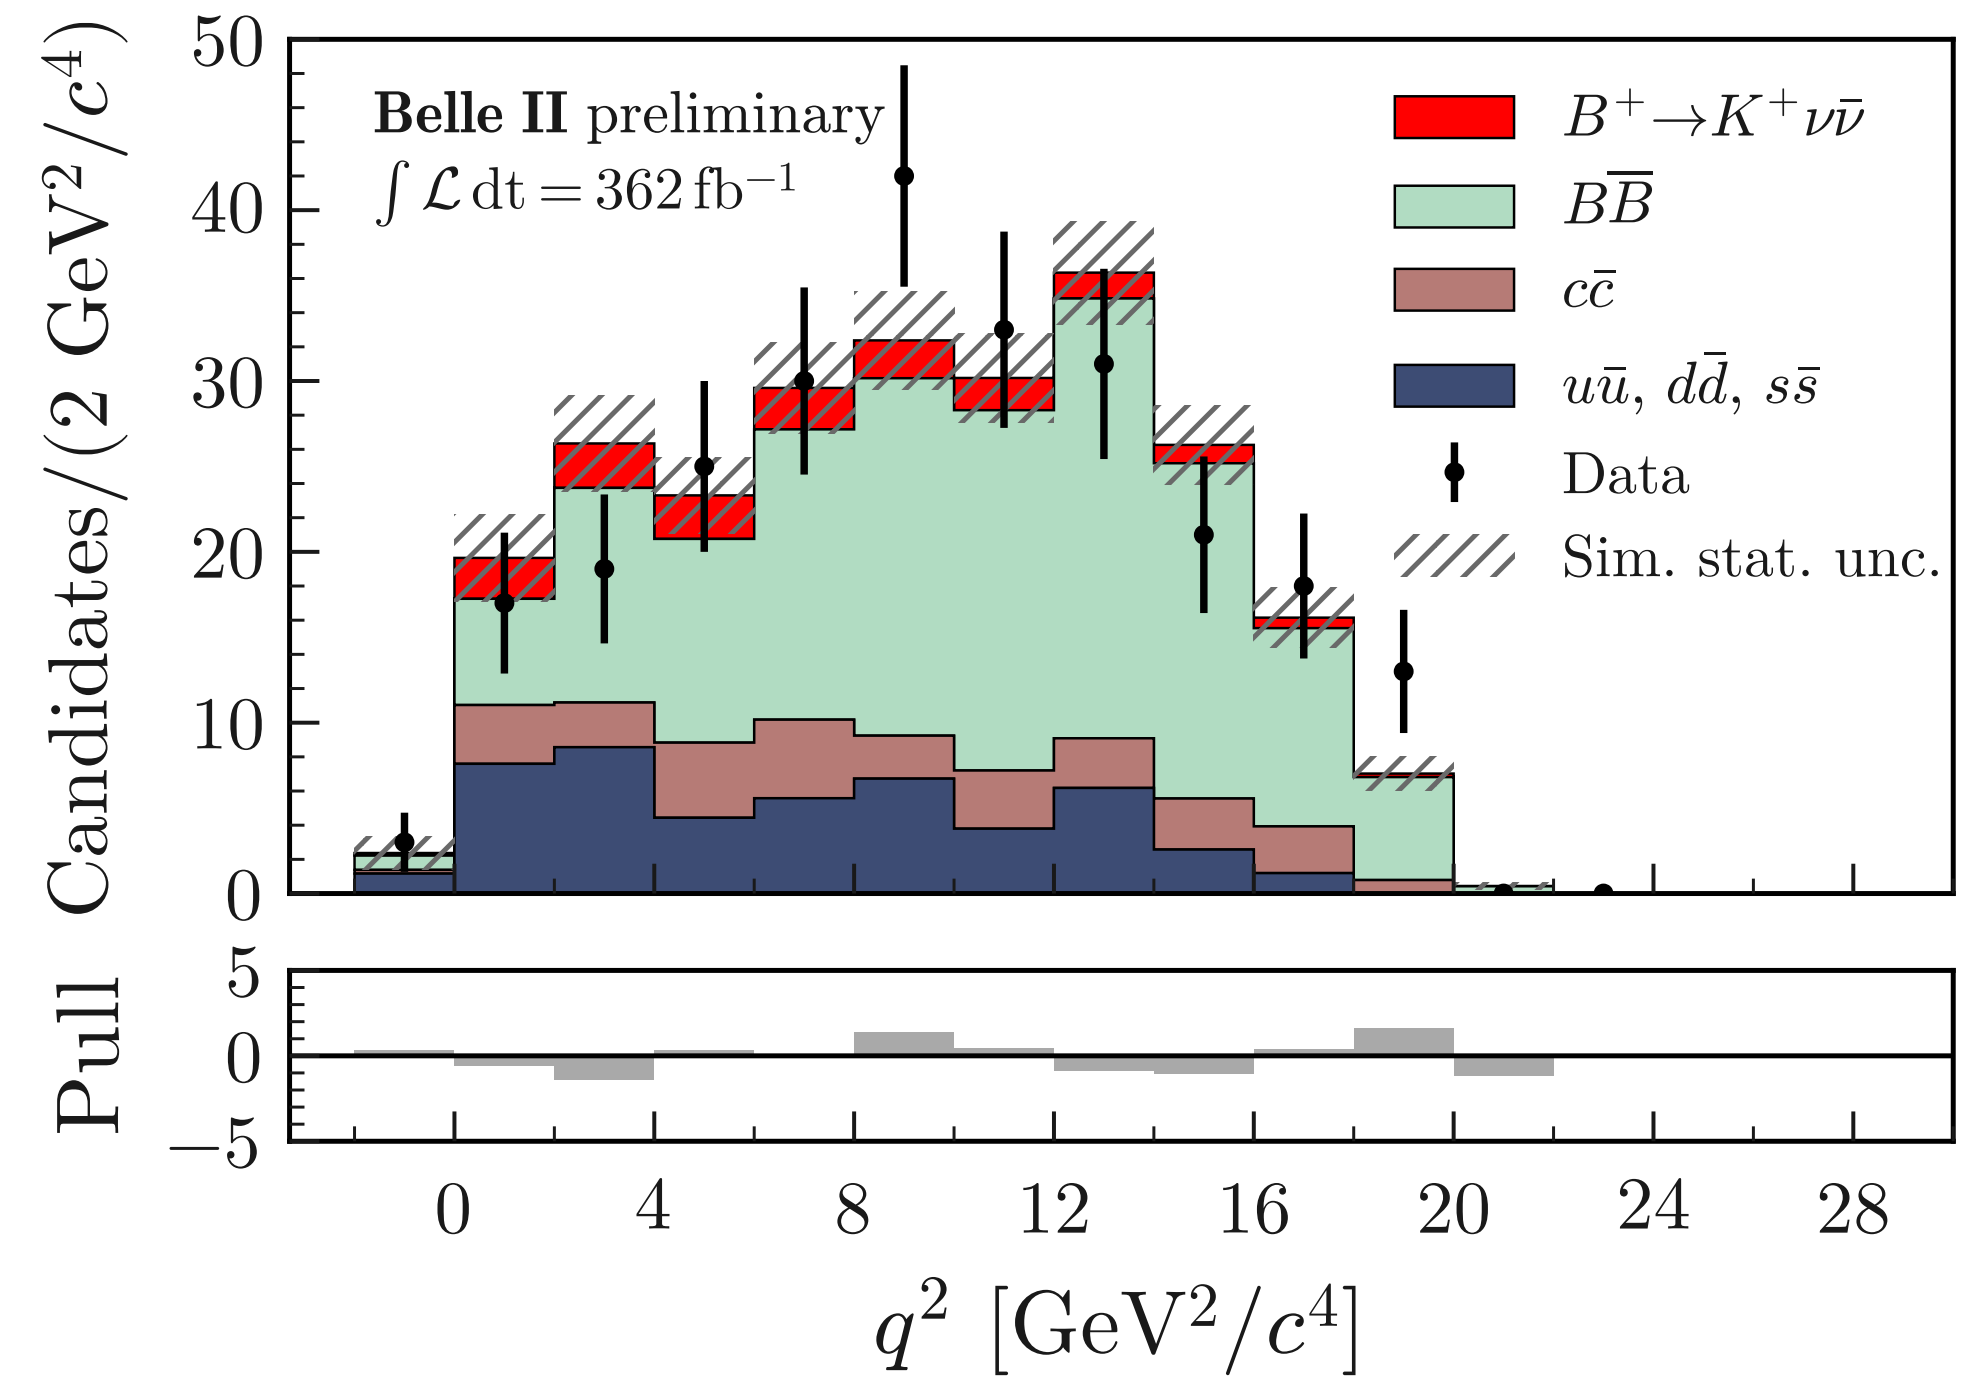 Candidates/(2 GeV²/c⁴)
50
40
30
20
10
0
Belle II preliminary
∫ ℒ dt = 362 fb⁻¹
B⁺→K⁺νν̅
BB̅
cc̅
uu̅, dd̅, ss̅
Data
Sim. stat. unc.
Pull
5
0
−5
0 4 8 12 16 20 24 28
q² [GeV²/c⁴]